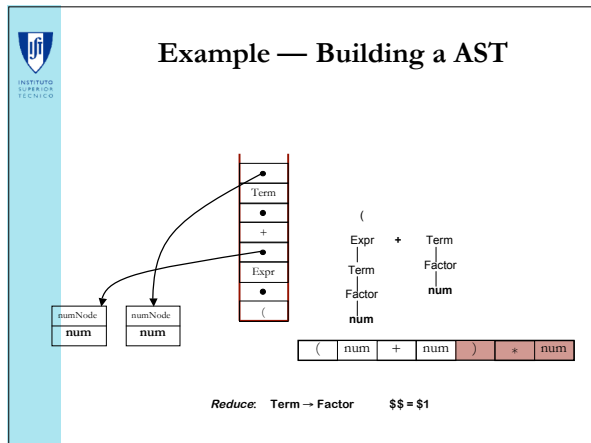 Example — Building a AST
INSTITUTO
SUPERIOR
TÉCNICO
Term
+
Expr
(
numNode
num
numNode
num
(
Expr + Term
Term Factor
Factor num
num
( num + num ) * num
Reduce: Term → Factor $$ = $1